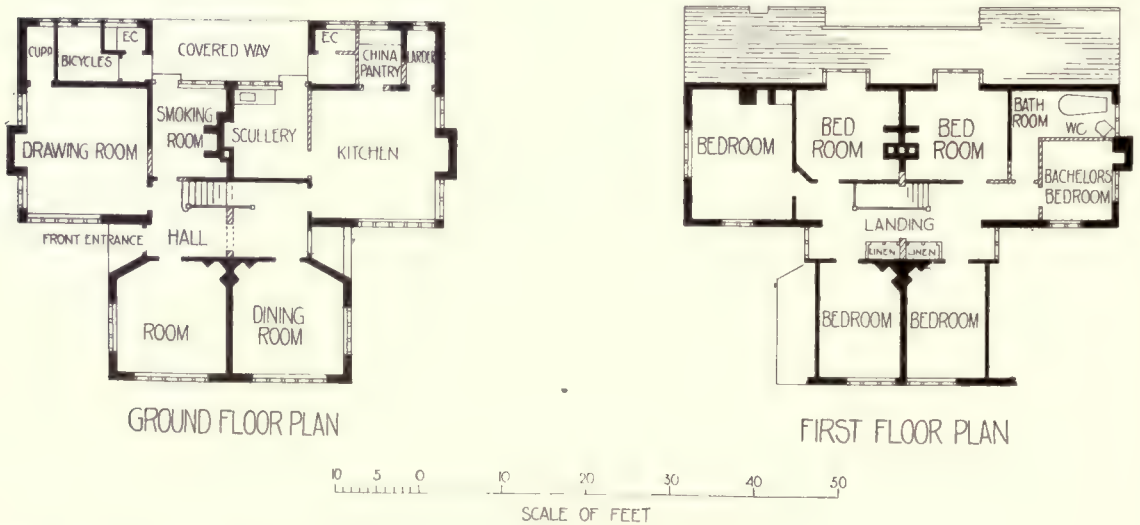 CUPP
BICYCLES
EC
COVERED WAY
EC
CHINA
PANTRY
LARDER
DRAWING ROOM
SMOKING
ROOM
SCULLERY
KITCHEN
FRONT ENTRANCE
HALL
ROOM
DINING
ROOM
GROUND FLOOR PLAN
BEDROOM
BED
ROOM
BED
ROOM
BATH
ROOM
WC
BACHELORS
BEDROOM
LANDING
LINEN
LINEN
BEDROOM
BEDROOM
FIRST FLOOR PLAN
10 5 0 10 20 30 40 50
SCALE OF FEET